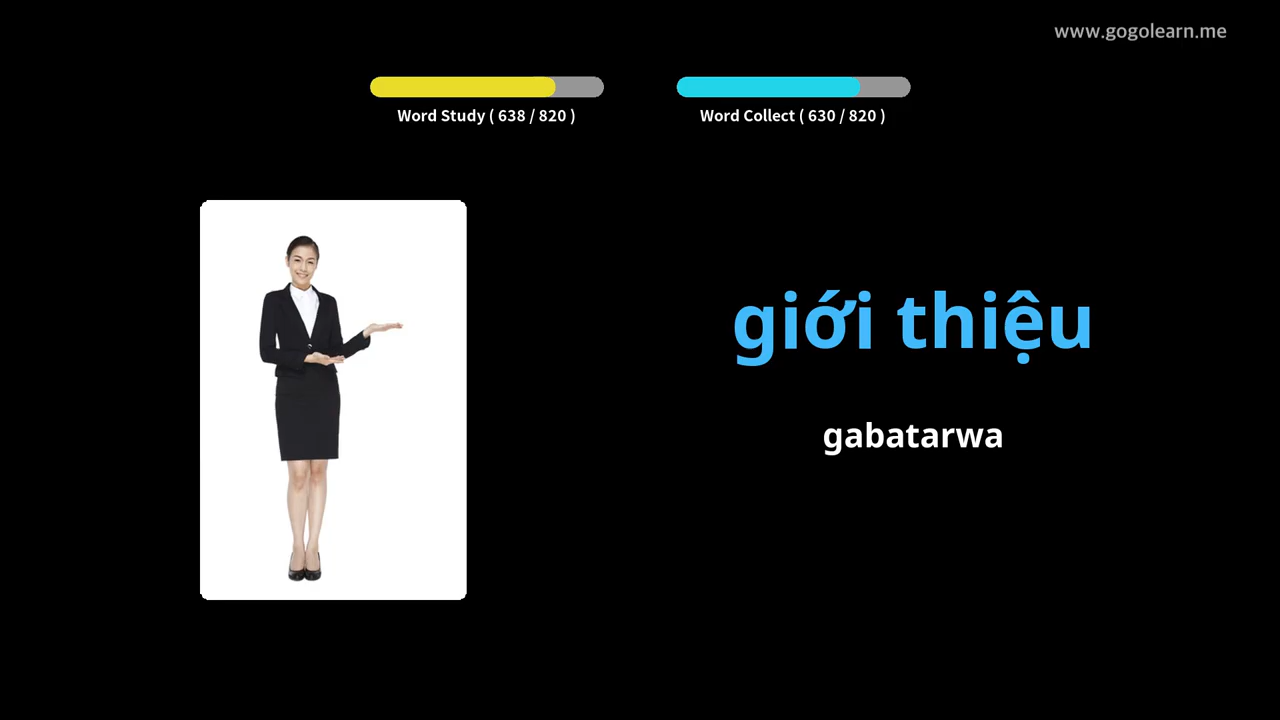 www.gogolearn.me
Word Study ( 638 / 820 )
Word Collect ( 630 / 820 )
giới thiệu
gabatarwa